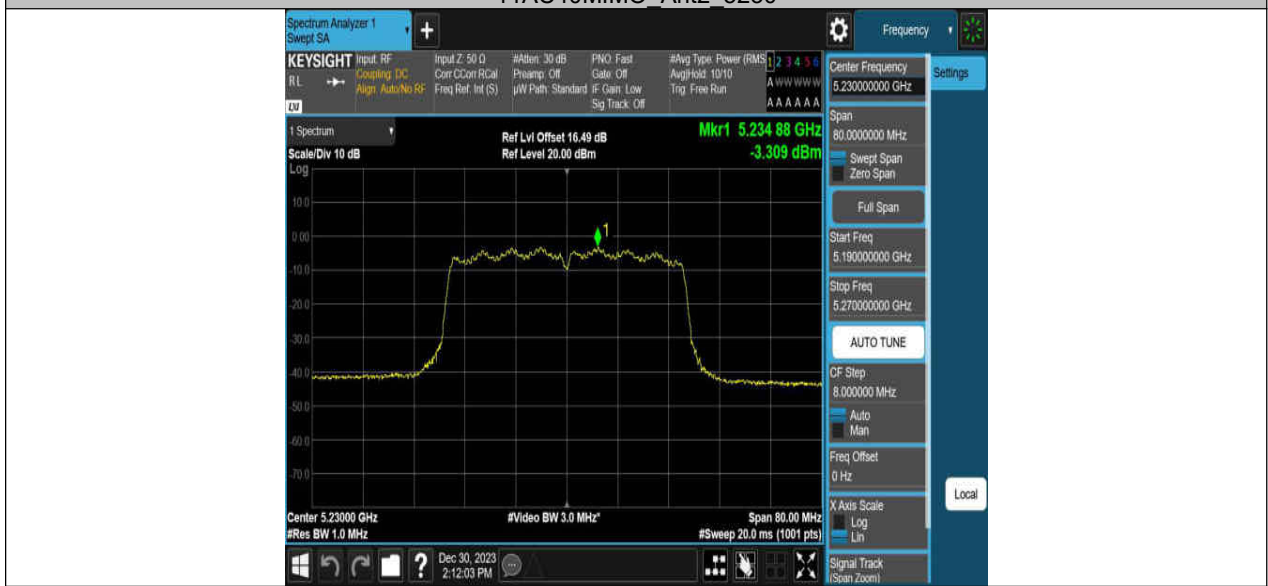 Spectrum Analyzer 1
Swept SA
+
Frequency
KEYSIGHT
RL
LXI
Input: RF
Coupling: DC
Align: Auto/No RF
Input Z: 50 Ω
Corr CCorr RCal
Freq Ref: Int (S)
#Atten: 30 dB
Preamp: Off
µW Path: Standard
PNO: Fast
Gate: Off
IF Gain: Low
Sig Track: Off
#Avg Type: Power (RMS
Avg|Hold: 10/10
Trig: Free Run
1 2 3 4 5 6
A W W W W W
A A A A A A
Center Frequency
5.230000000 GHz
Settings
1 Spectrum
Scale/Div 10 dB
Ref Lvl Offset 16.49 dB
Ref Level 20.00 dBm
Mkr1 5.234 88 GHz
-3.309 dBm
Log
10.0
0.00
-10.0
-20.0
-30.0
-40.0
-50.0
-60.0
-70.0
1
Span
80.0000000 MHz
Swept Span
Zero Span
Full Span
Start Freq
5.190000000 GHz
Stop Freq
5.270000000 GHz
AUTO TUNE
CF Step
8.000000 MHz
Auto
Man
Freq Offset
0 Hz
X Axis Scale
Log
Lin
Signal Track
(Span Zoom)
Local
Center 5.23000 GHz
#Res BW 1.0 MHz
#Video BW 3.0 MHz*
Span 80.00 MHz
#Sweep 20.0 ms (1001 pts)
?
Dec 30, 2023
2:12:03 PM